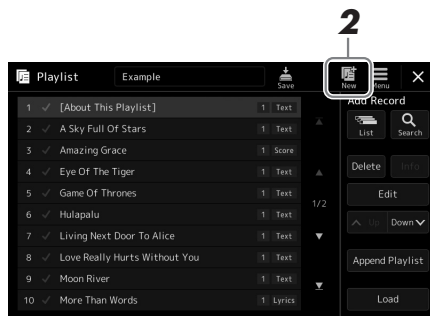 2
Playlist Example Save New Menu
Add Record
1 [About This Playlist] 1 Text
2 A Sky Full Of Stars 1 Text
List Search
3 Amazing Grace 1 Score
4 Eye Of The Tiger 1 Text
Delete Info
5 Game Of Thrones 1 Text
Edit
1/2
6 Hulapalu 1 Text
Up Down
7 Living Next Door To Alice 1 Text
8 Love Really Hurts Without You 1 Text
Append Playlist
9 Moon River 1 Text
10 More Than Words 1 Lyrics
Load